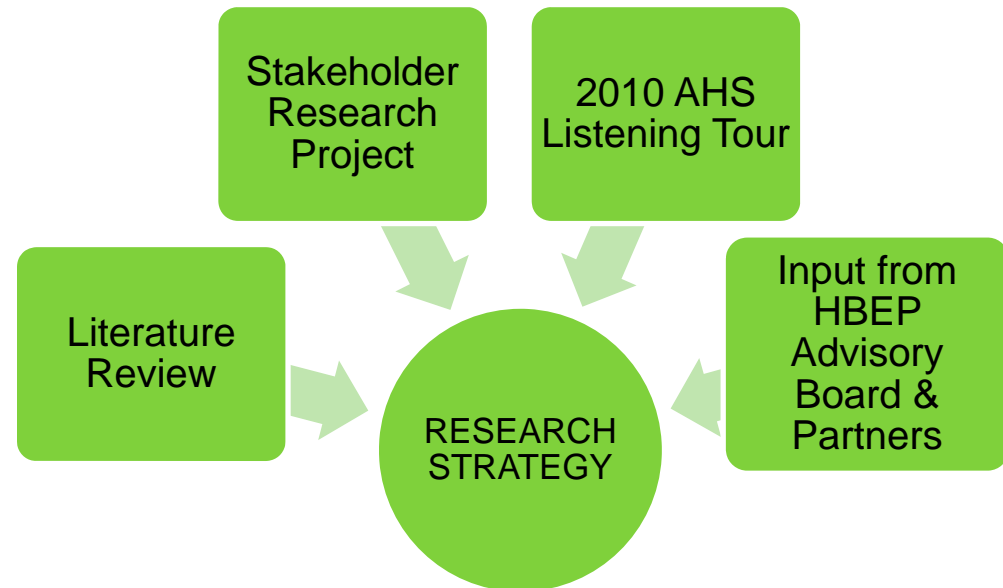 Stakeholder
Research
Project
2010 AHS
Listening Tour
Literature
Review
Input from
HBEP
Advisory
Board &
Partners
RESEARCH
STRATEGY